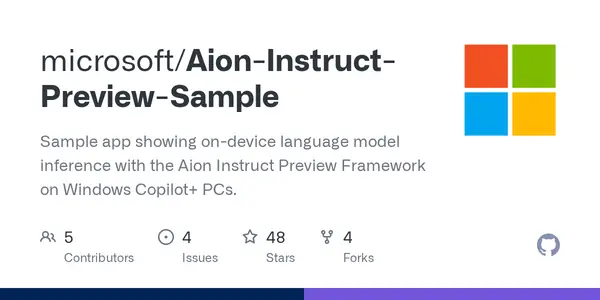 microsoft/Aion-Instruct-
Preview-Sample
Sample app showing on-device language model
inference with the Aion Instruct Preview Framework
on Windows Copilot+ PCs.
5 4 48 4
Contributors Issues Stars Forks